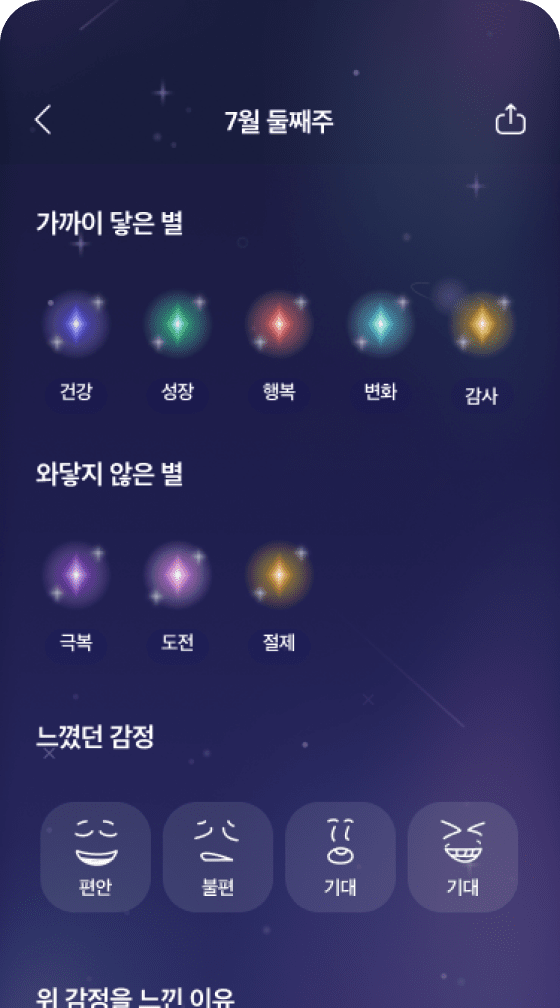 7월 둘째주
가까이 닿은 별
건강 성장 행복 변화 감사
와닿지 않은 별
극복 도전 절제
느꼈던 감정
편안 불편 기대 기대
위 감정을 느낀 이유